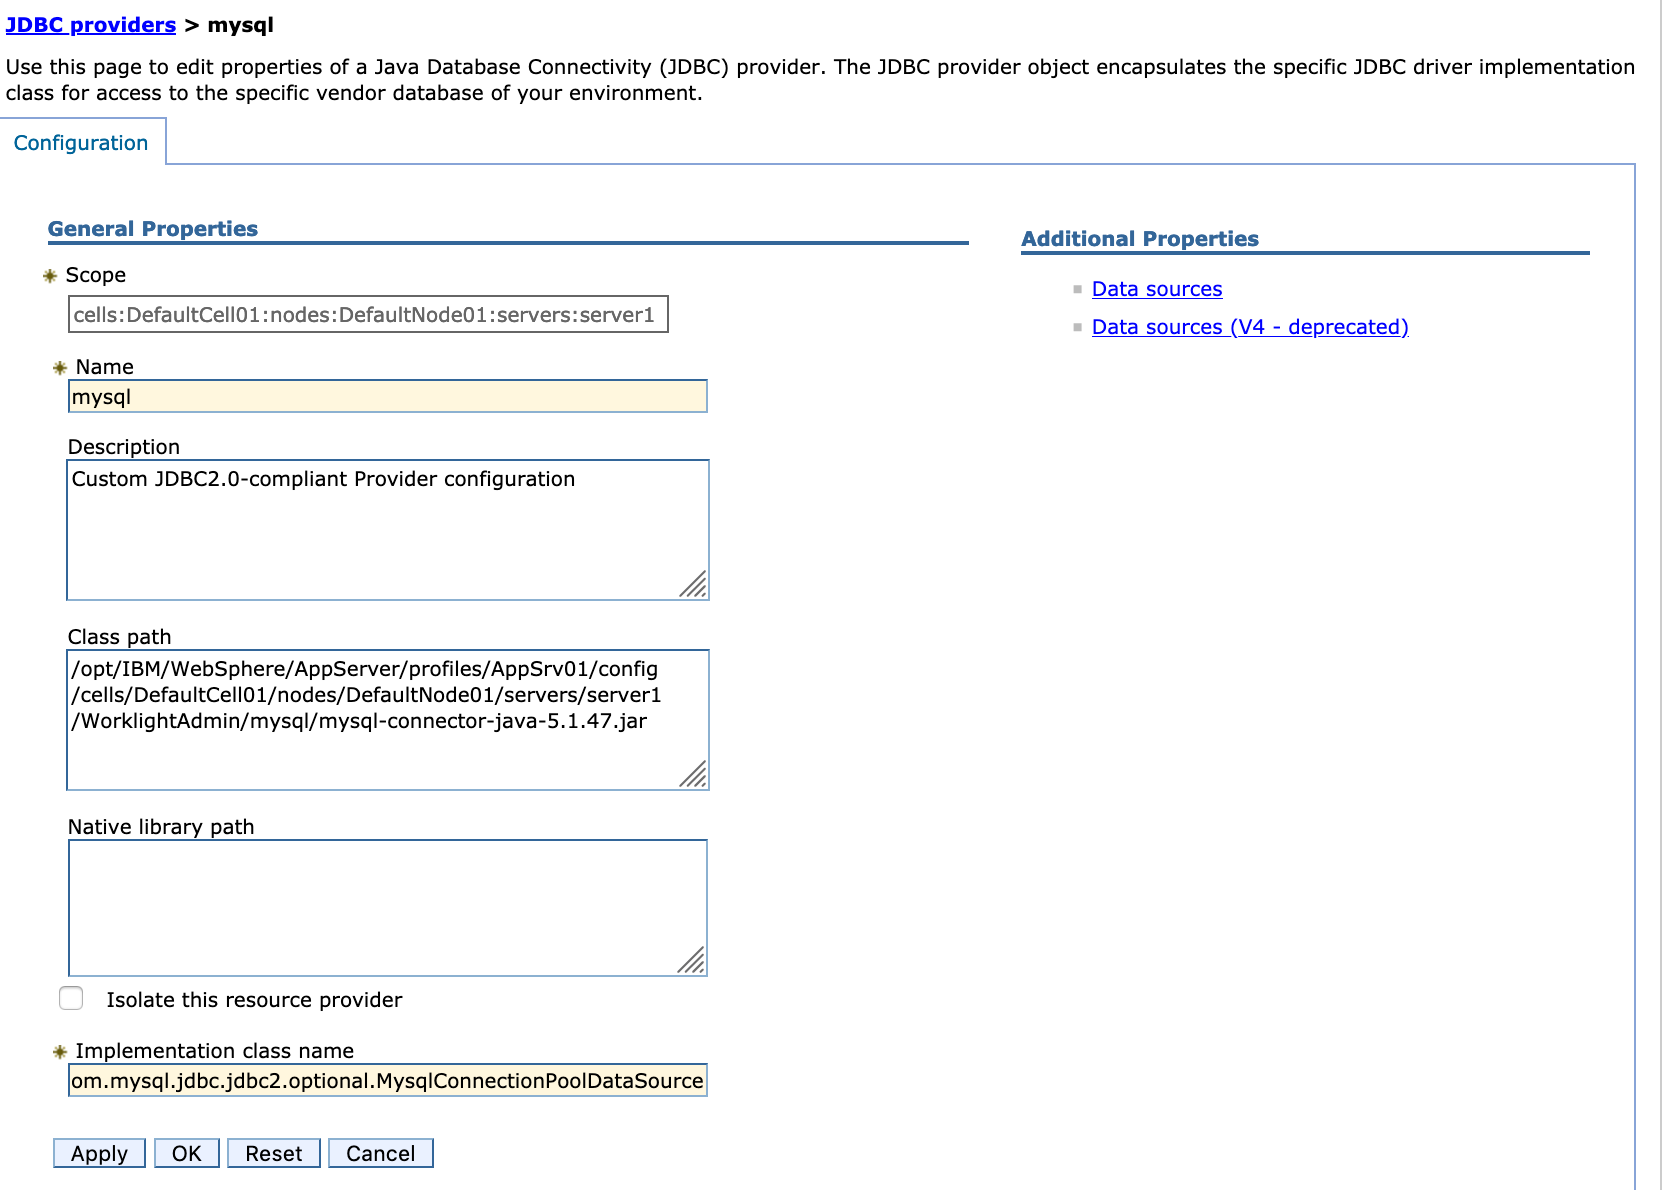 JDBC providers > mysql
Use this page to edit properties of a Java Database Connectivity (JDBC) provider. The JDBC provider object encapsulates the specific JDBC driver implementation
class for access to the specific vendor database of your environment.
Configuration
General Properties
Scope
cells:DefaultCell01:nodes:DefaultNode01:servers:server1
Name
mysql
Description
Custom JDBC2.0-compliant Provider configuration
Class path
/opt/IBM/WebSphere/AppServer/profiles/AppSrv01/config
/cells/DefaultCell01/nodes/DefaultNode01/servers/server1
/WorklightAdmin/mysql/mysql-connector-java-5.1.47.jar
Native library path
Isolate this resource provider
Implementation class name
om.mysql.jdbc.jdbc2.optional.MysqlConnectionPoolDataSource
Apply OK Reset Cancel
Additional Properties
Data sources
Data sources (V4 - deprecated)